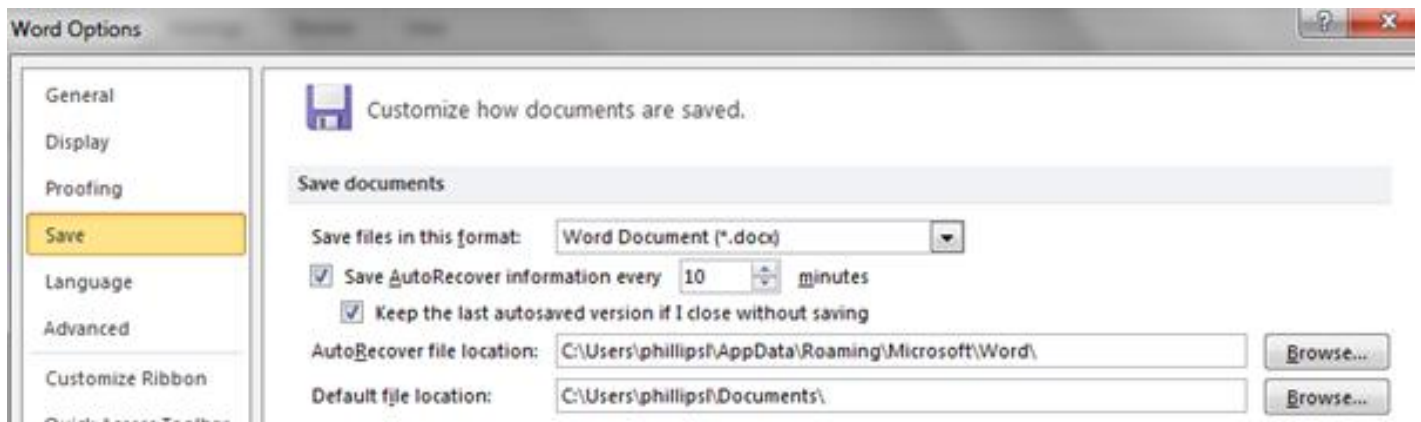 Word Options
General
Display
Proofing
Save
Language
Advanced
Customize Ribbon
Quick Access Toolbar
Customize how documents are saved.
Save documents
Save files in this format: Word Document (*.docx)
Save AutoRecover information every 10 minutes
Keep the last autosaved version if I close without saving
AutoRecover file location: C:\Users\phillipsl\AppData\Roaming\Microsoft\Word\ Browse...
Default file location: C:\Users\phillipsl\Documents\ Browse...